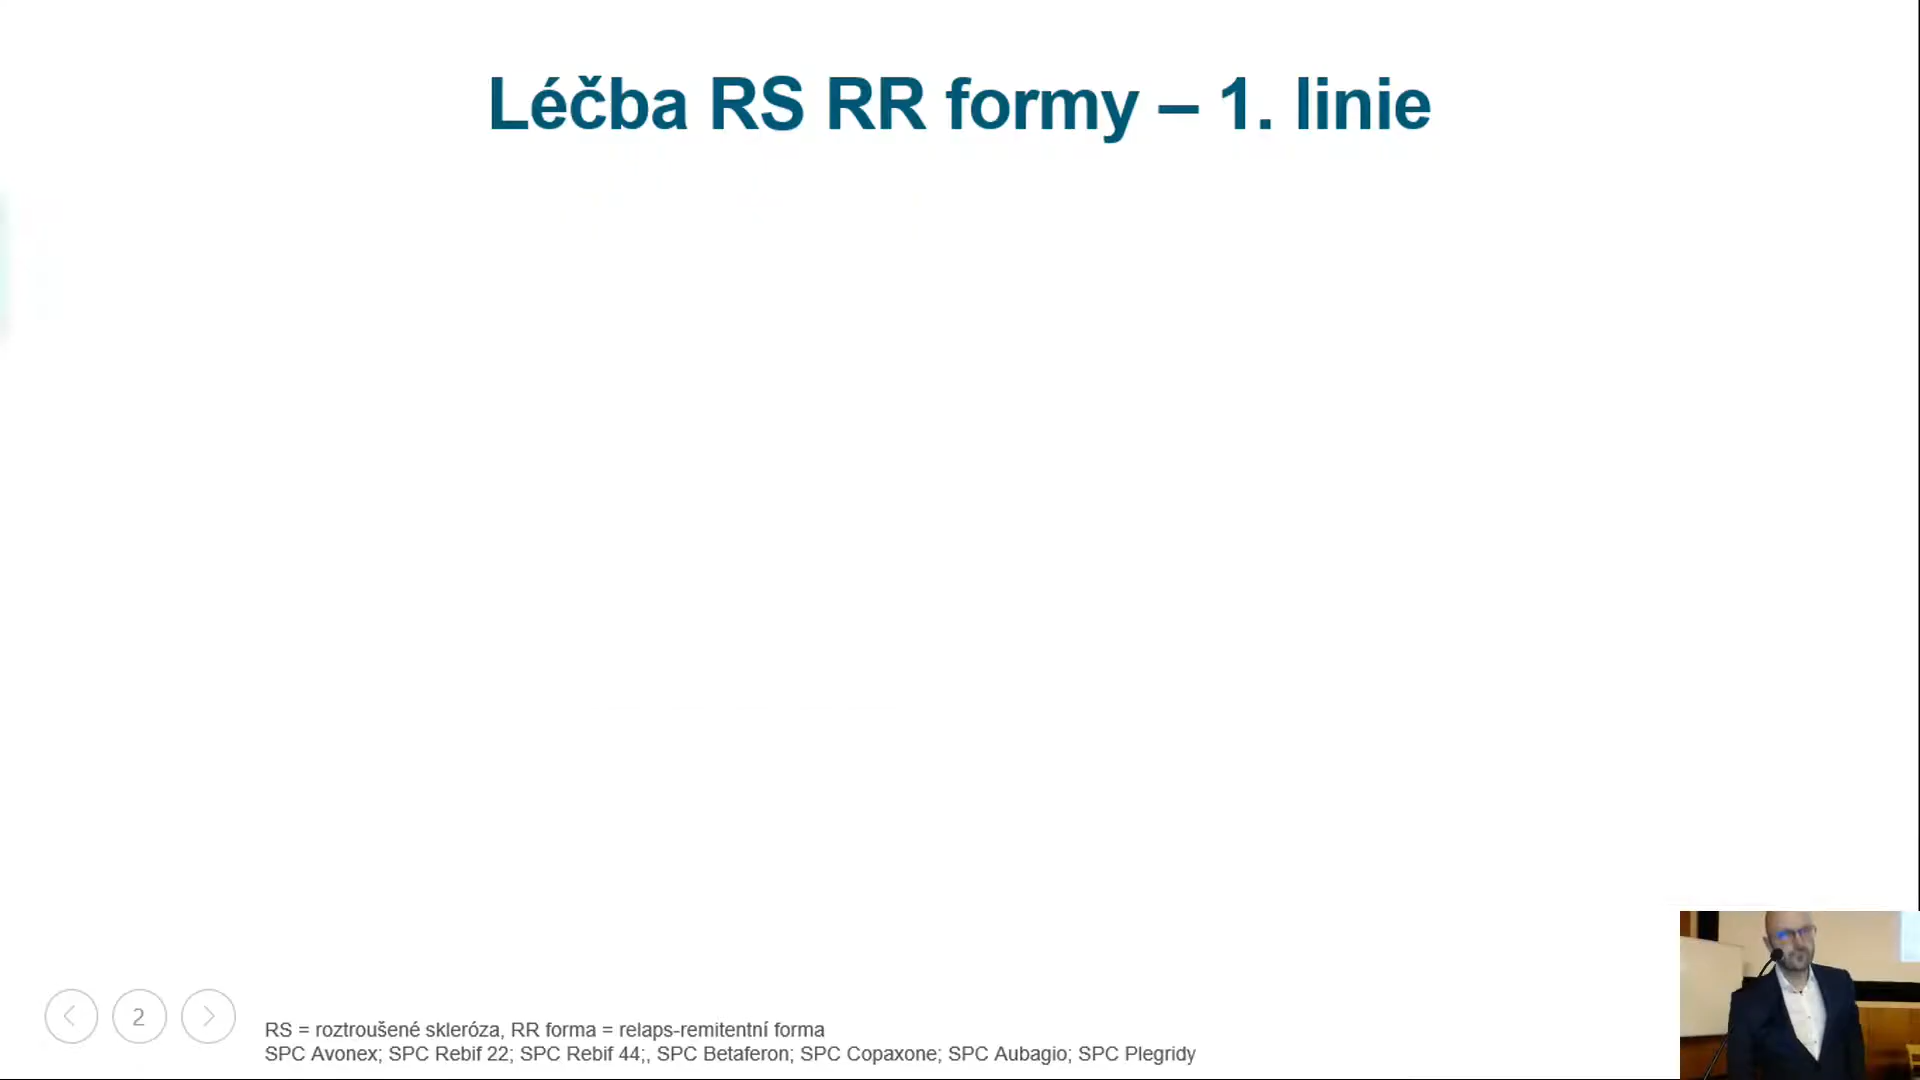 Léčba RS RR formy – 1. linie
2
RS = roztroušené skleróza, RR forma = relaps-remitentní forma
SPC Avonex; SPC Rebif 22; SPC Rebif 44;, SPC Betaferon; SPC Copaxone; SPC Aubagio; SPC Plegridy